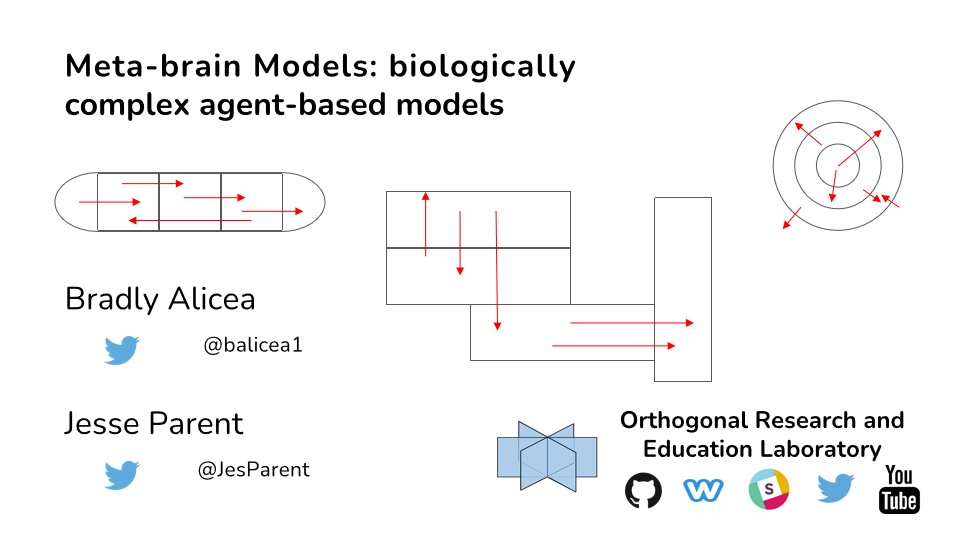 Meta-brain Models: biologically
complex agent-based models
Bradly Alicea
@balicea1
Jesse Parent
@JesParent
Orthogonal Research and
Education Laboratory
S
You
Tube